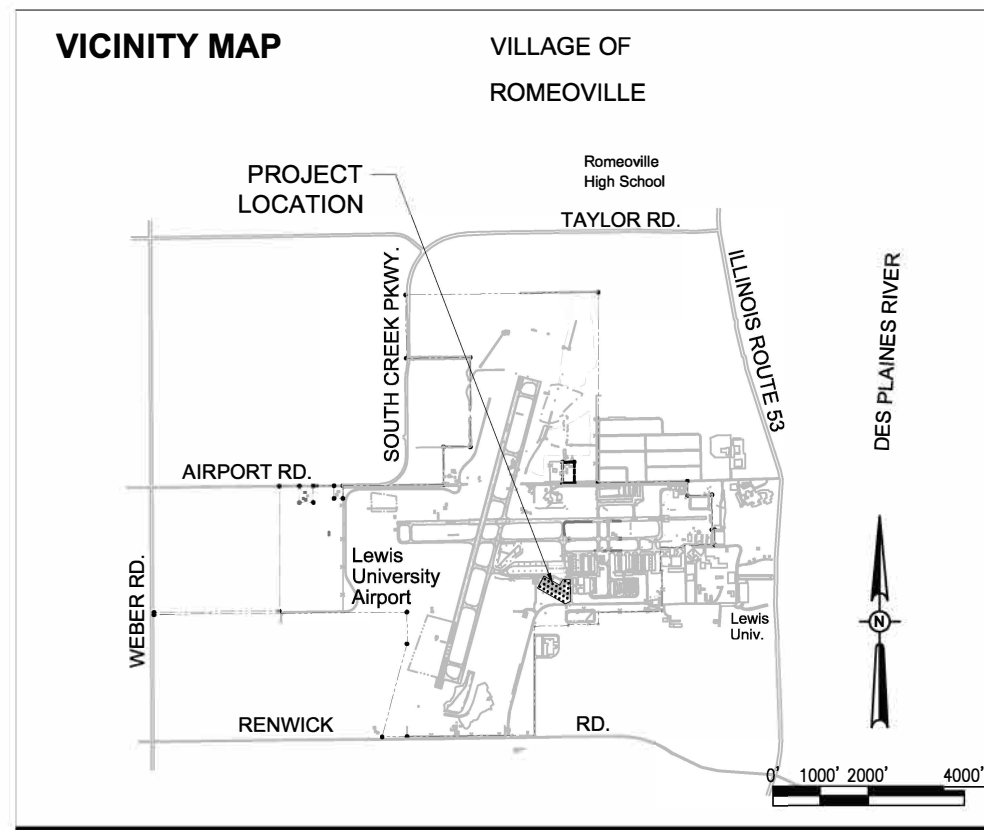 VICINITY MAP
VILLAGE OF
ROMEOVILLE
Romeoville
High School
PROJECT
LOCATION
TAYLOR RD.
SOUTH CREEK PKWY.
ILLINOIS ROUTE 53
DES PLAINES RIVER
AIRPORT RD.
WEBER RD.
Lewis
University
Airport
Lewis
Univ.
N
RENWICK
RD.
0' 1000' 2000' 4000'